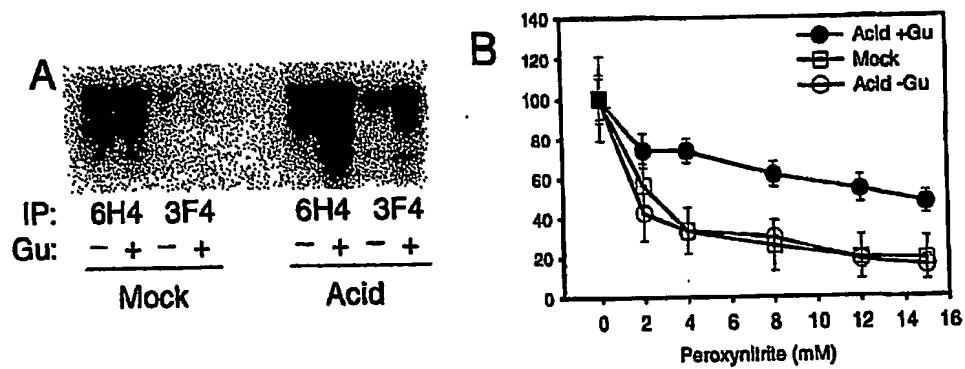 A
IP: 6H4 3F4 6H4 3F4
Gu: − + − + − + − +
Mock Acid
B
140
120
100
80
60
40
20
0
0 2 4 6 8 10 12 14 16
Peroxynitrite (mM)
Acid +Gu
Mock
Acid -Gu